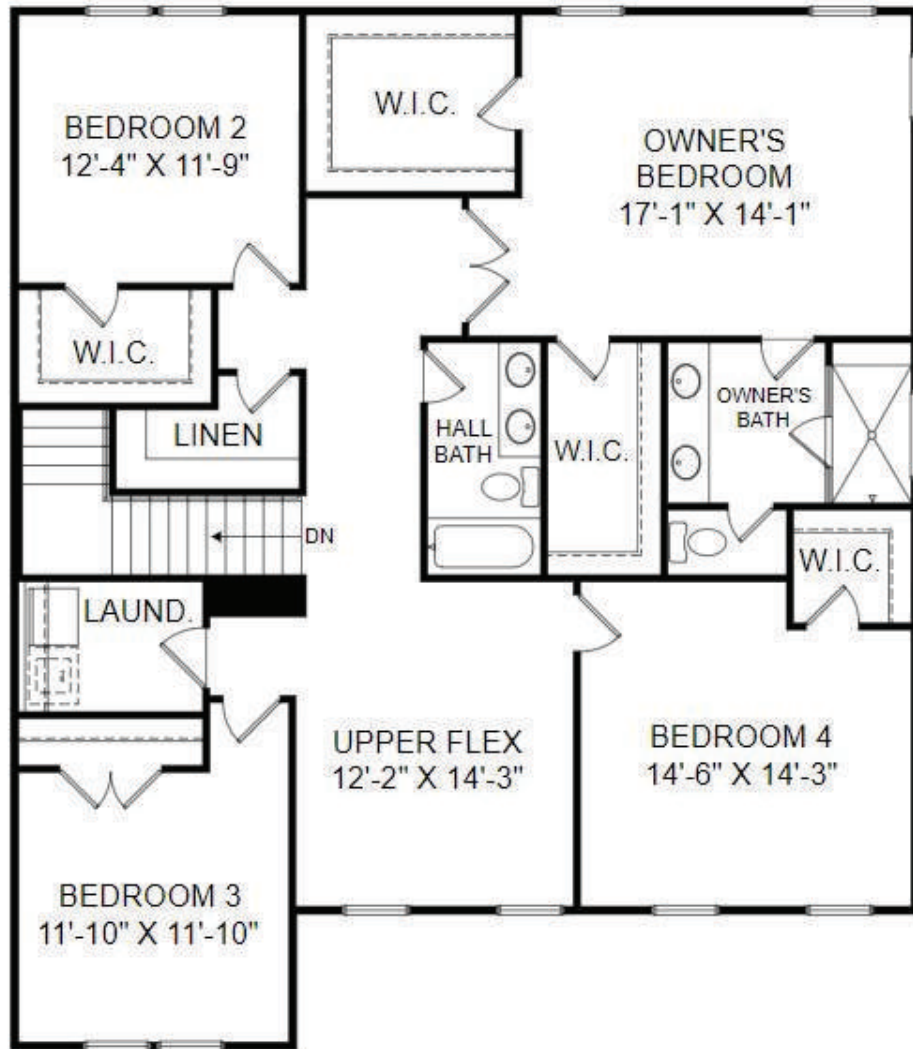 BEDROOM 2
12'-4" X 11'-9"
W.I.C.
OWNER'S
BEDROOM
17'-1" X 14'-1"
W.I.C.
LINEN
HALL
BATH
W.I.C.
OWNER'S
BATH
DN
W.I.C.
LAUND.
UPPER FLEX
12'-2" X 14'-3"
BEDROOM 4
14'-6" X 14'-3"
BEDROOM 3
11'-10" X 11'-10"